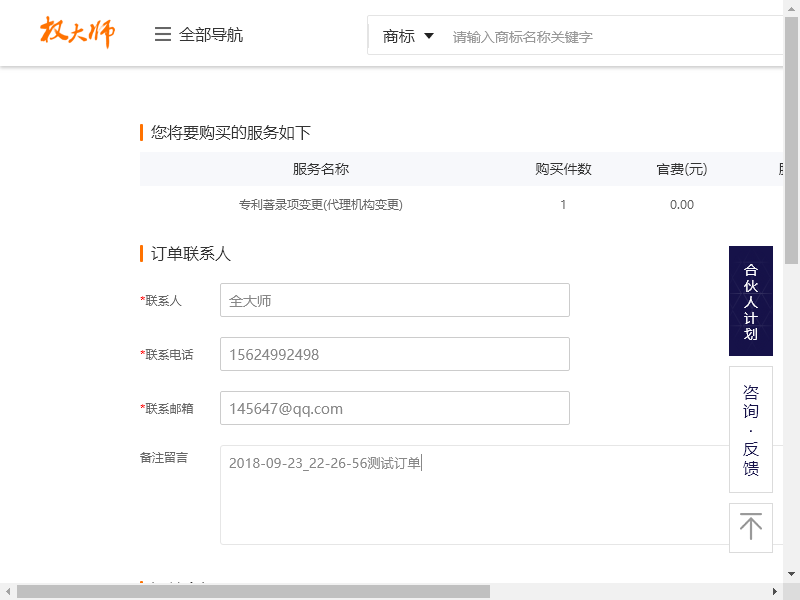 权大师
全部导航
商标
请输入商标名称关键字
您将要购买的服务如下
服务名称 购买件数 官费(元)
专利著录项变更(代理机构变更) 1 0.00
订单联系人
*联系人 全大师
*联系电话 15624992498
*联系邮箱 145647@qq.com
备注留言 2018-09-23_22-26-56测试订单
合伙人计划
咨询·反馈